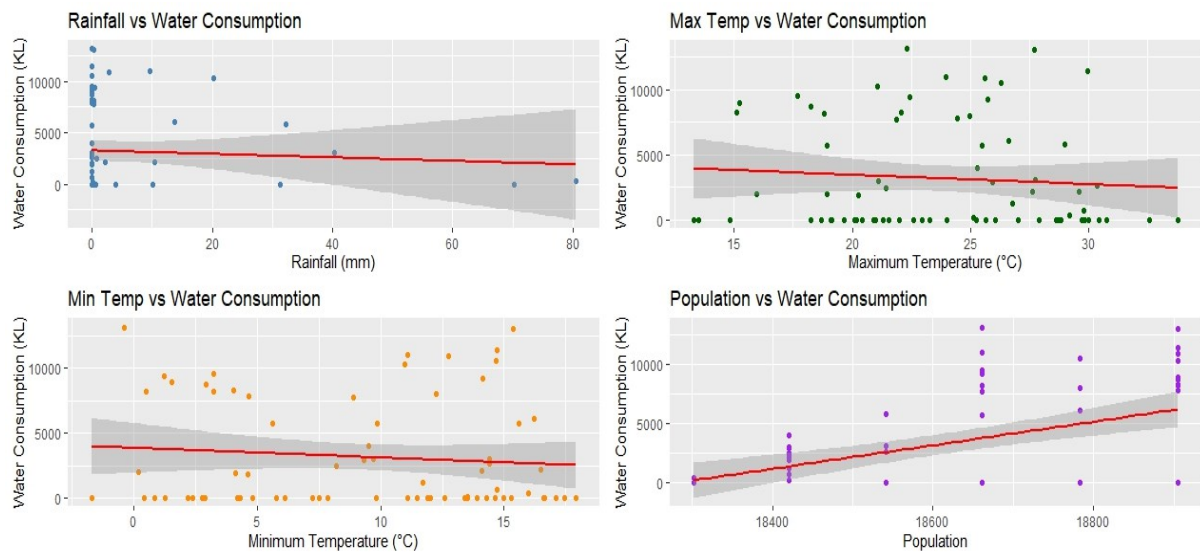 Rainfall vs Water Consumption
Water Consumption (KL)
10000
5000
0
0
20
40
60
80
Rainfall (mm)
Max Temp vs Water Consumption
Water Consumption (KL)
10000
5000
0
15
20
25
30
Maximum Temperature (°C)
Min Temp vs Water Consumption
Water Consumption (KL)
10000
5000
0
0
5
10
15
Minimum Temperature (°C)
Population vs Water Consumption
Water Consumption (KL)
10000
5000
0
18400
18600
18800
Population